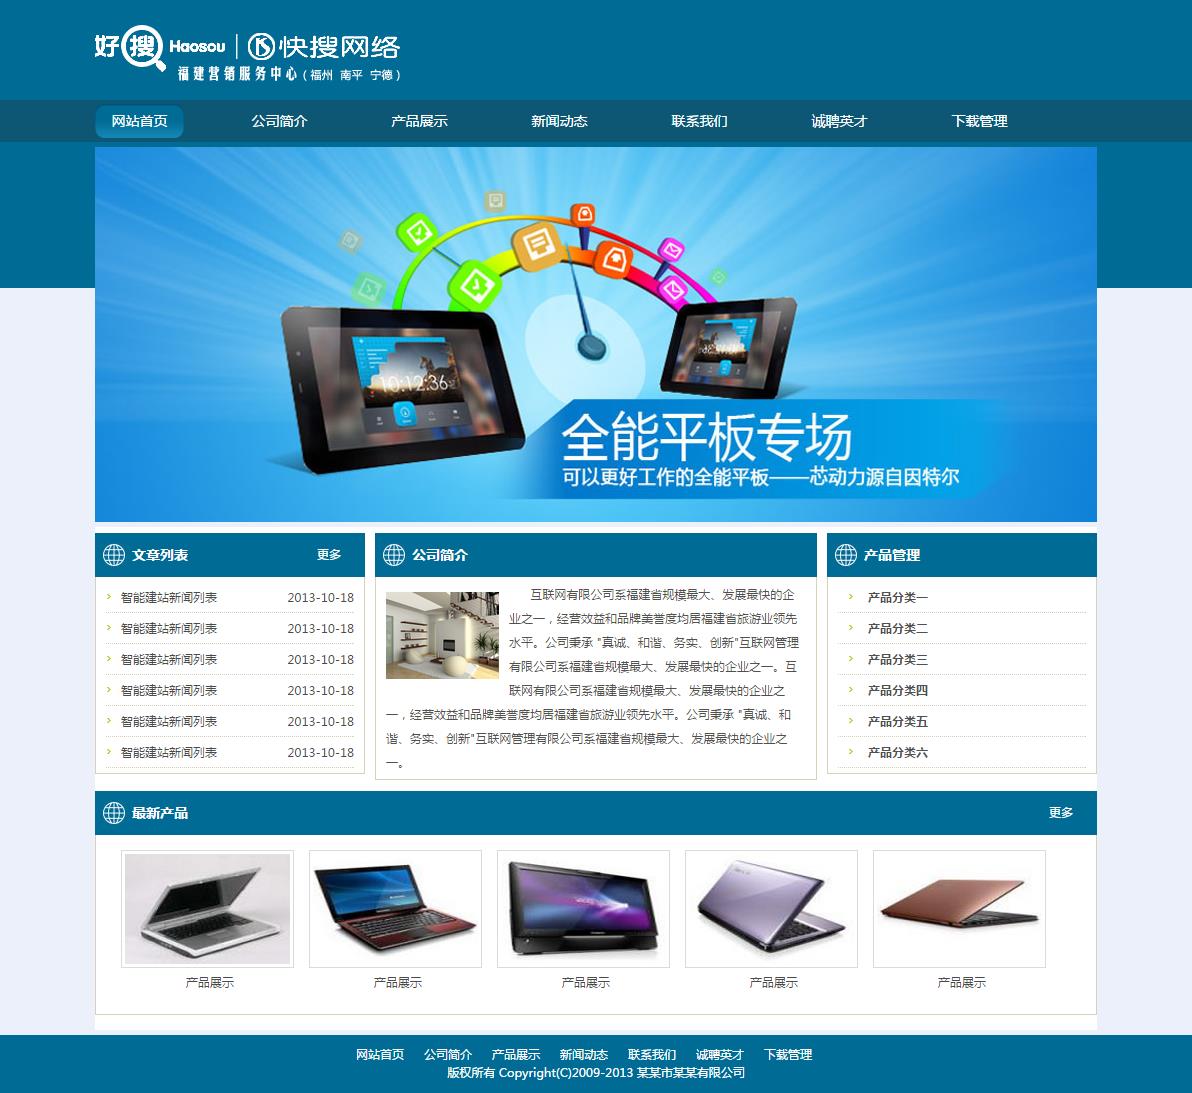 好搜 Haosou 快搜网络
福建营销服务中心（福州 南平 宁德）
网站首页 公司简介 产品展示 新闻动态 联系我们 诚聘英才 下载管理
10:12:36
全能平板专场
可以更好工作的全能平板——芯动力源自因特尔
文章列表 更多
智能建站新闻列表 2013-10-18
智能建站新闻列表 2013-10-18
智能建站新闻列表 2013-10-18
智能建站新闻列表 2013-10-18
智能建站新闻列表 2013-10-18
智能建站新闻列表 2013-10-18
公司简介
互联网有限公司系福建省规模最大、发展最快的企
业之一，经营效益和品牌美誉度均居福建省旅游业领先
水平。公司秉承 "真诚、和谐、务实、创新"互联网管理
有限公司系福建省规模最大、发展最快的企业之一。互
联网有限公司系福建省规模最大、发展最快的企业之
一，经营效益和品牌美誉度均居福建省旅游业领先水平。公司秉承 "真诚、和
谐、务实、创新"互联网管理有限公司系福建省规模最大、发展最快的企业之
一。
产品管理
产品分类一
产品分类二
产品分类三
产品分类四
产品分类五
产品分类六
最新产品 更多
产品展示 产品展示 产品展示 产品展示 产品展示
网站首页 公司简介 产品展示 新闻动态 联系我们 诚聘英才 下载管理
版权所有 Copyright(C)2009-2013 某某市某某有限公司